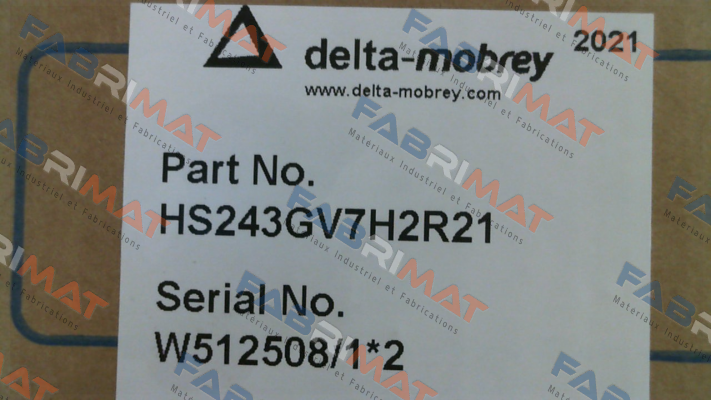 delta-mobrey 2021
www.delta-mobrey.com
Part No.
HS243GV7H2R21
Serial No.
W512508/1*2
FABRIMAT
Matériaux Industriel et Fabrications